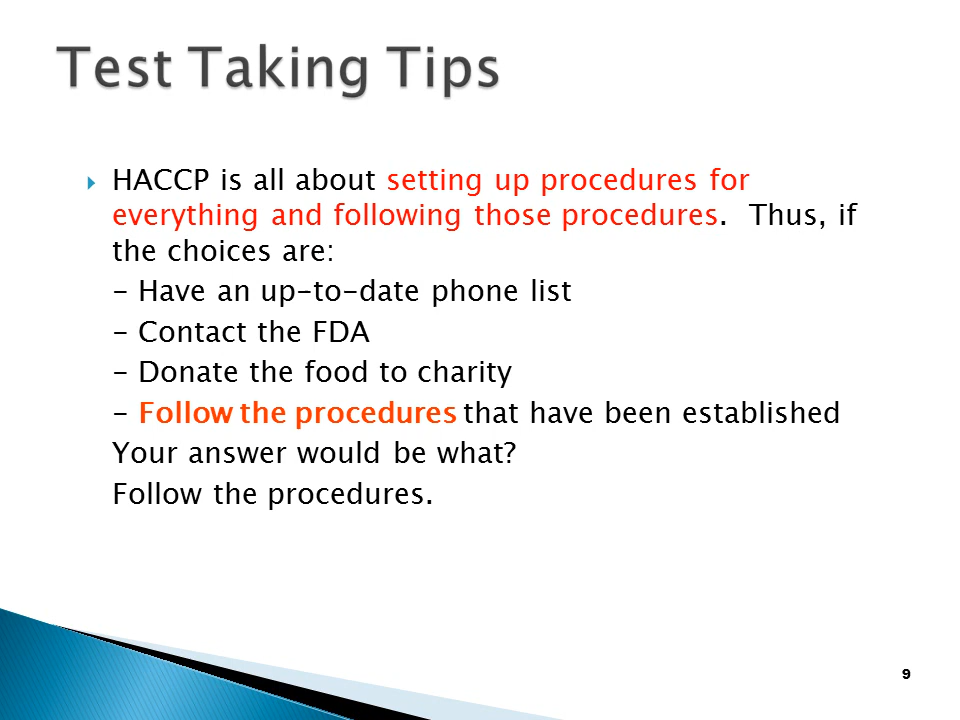 Test Taking Tips
HACCP is all about setting up procedures for
everything and following those procedures.  Thus, if
the choices are:
- Have an up-to-date phone list
- Contact the FDA
- Donate the food to charity
- Follow the procedures that have been established
Your answer would be what?
Follow the procedures.
9